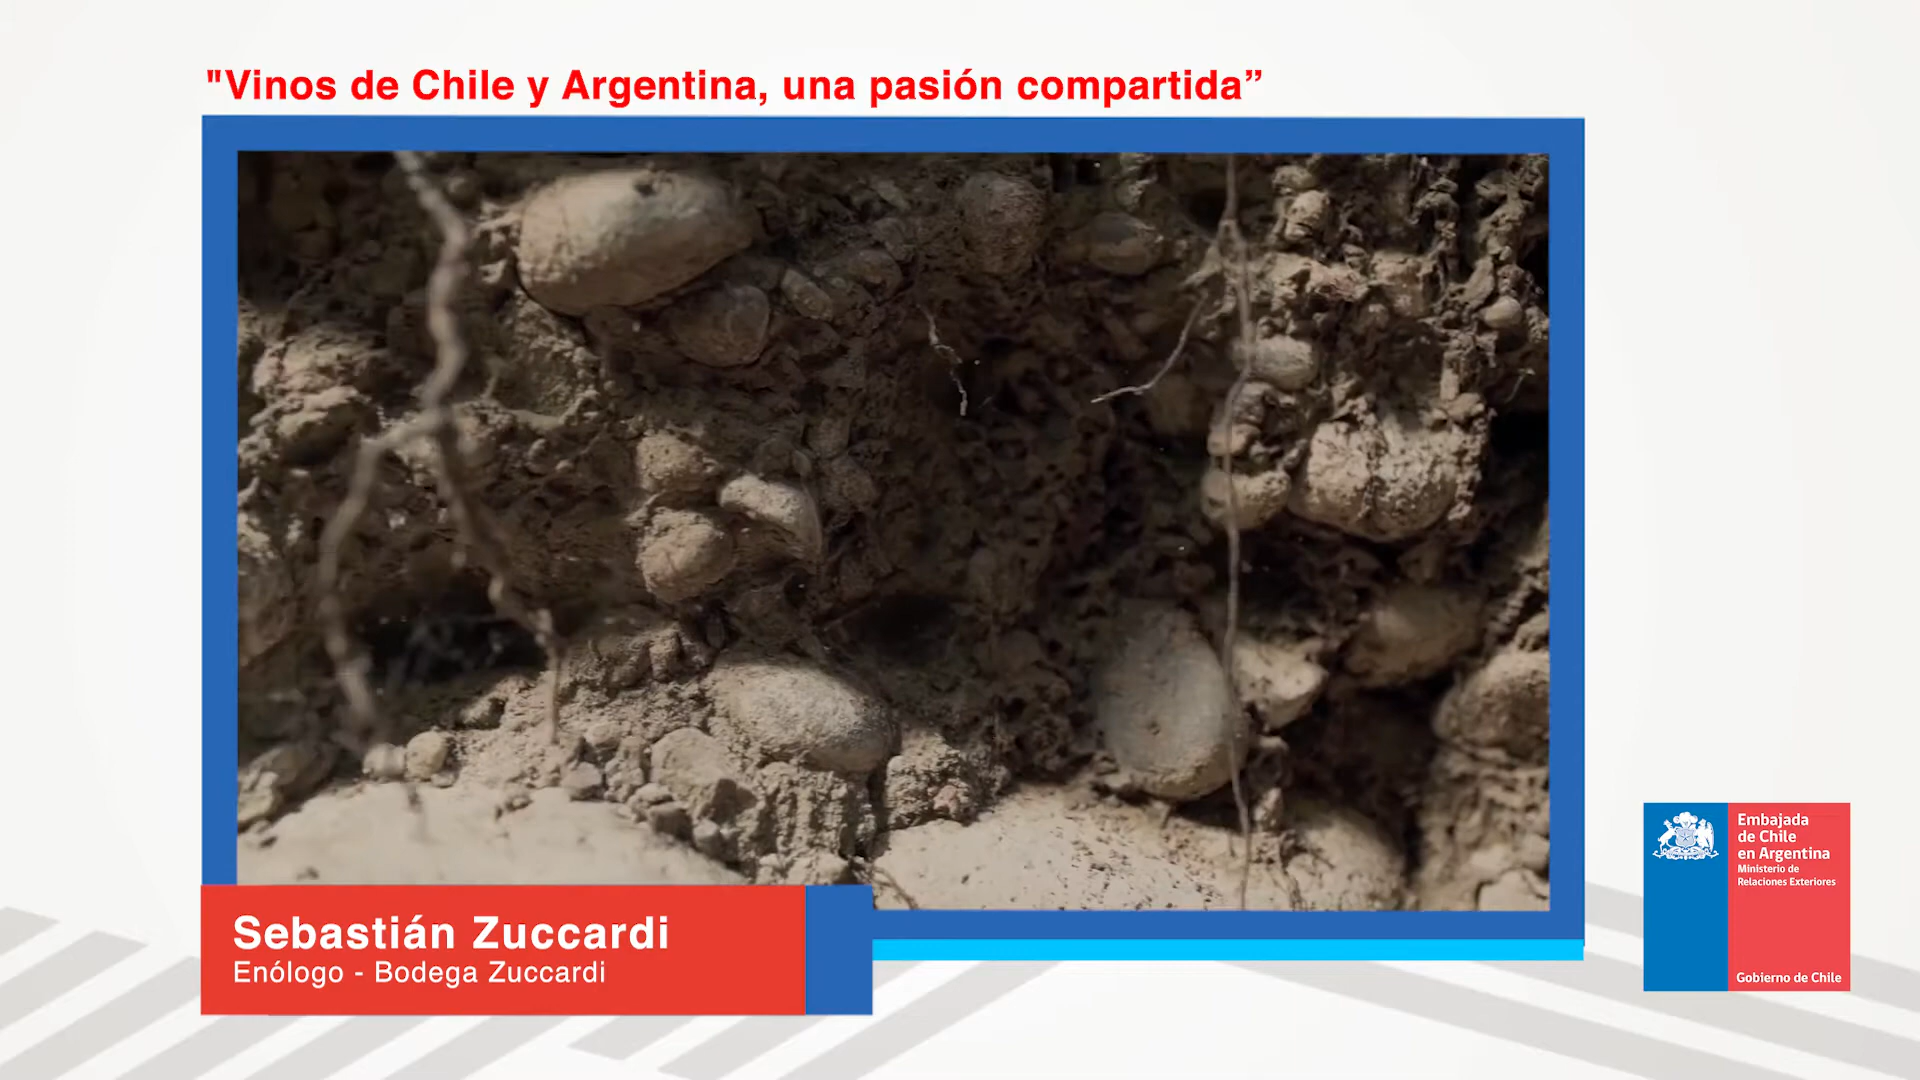 "Vinos de Chile y Argentina, una pasión compartida”
Sebastián Zuccardi
Enólogo - Bodega Zuccardi
Embajada
de Chile
en Argentina
Ministerio de
Relaciones Exteriores
Gobierno de Chile